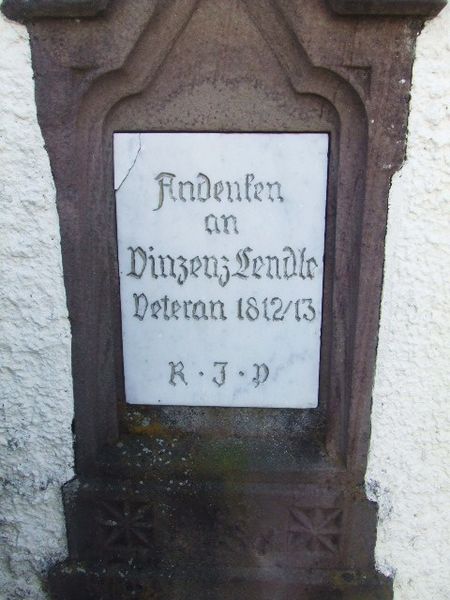 Andenken
an
Vinzenz Lendle
Veteran 1812/13
R · I · P